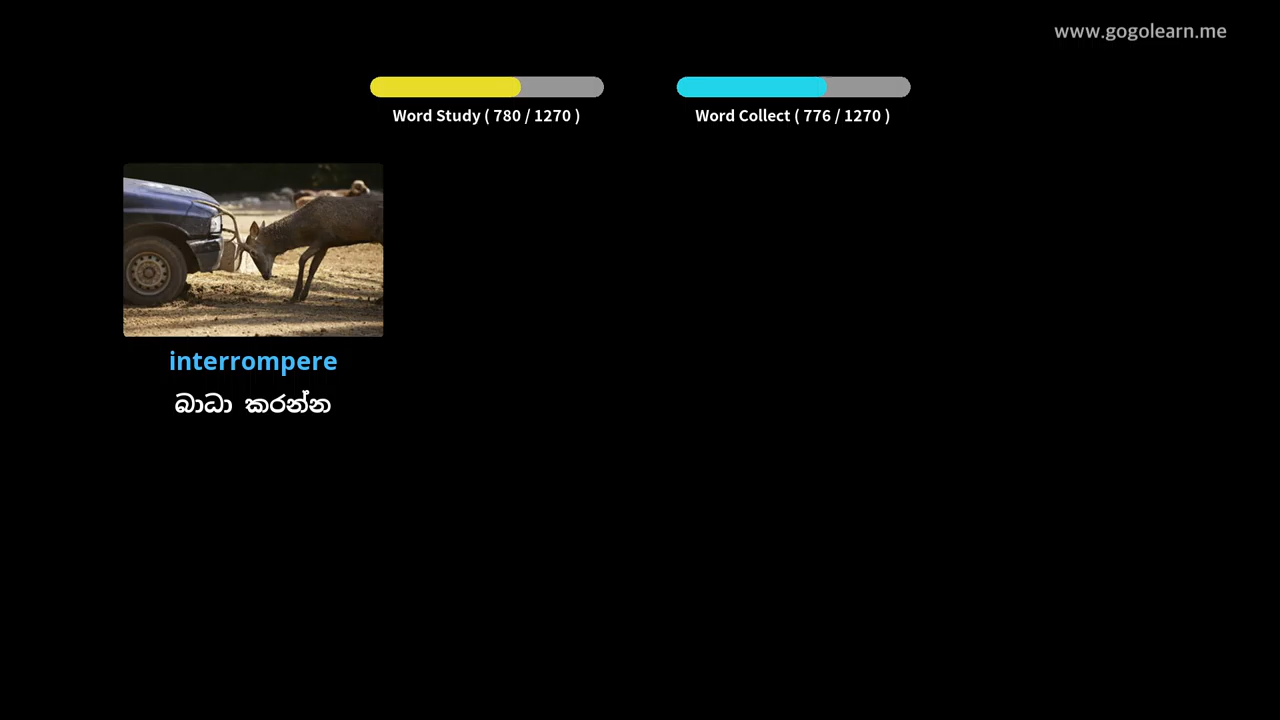 www.gogolearn.me
Word Study ( 780 / 1270 )
Word Collect ( 776 / 1270 )
interrompere
බාධා කරන්න